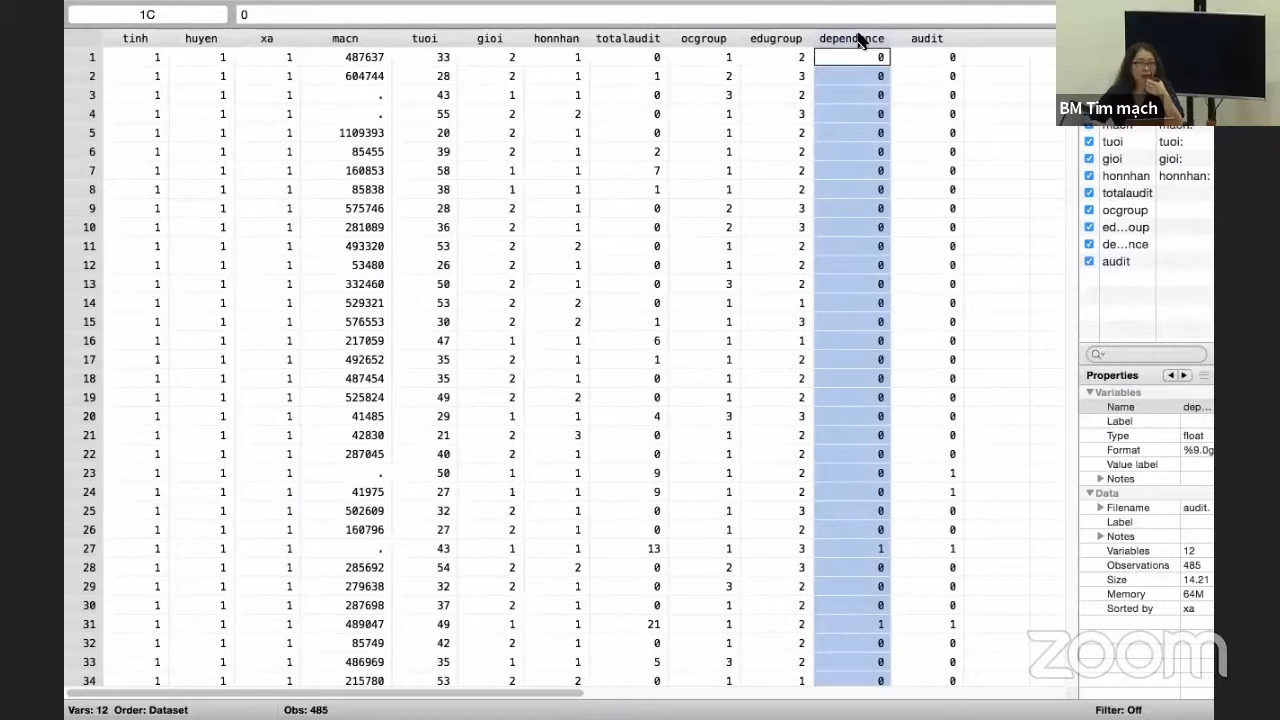 1C 0
tinh huyen xa macn tuoi gioi honnhan totalaudit ocgroup edugroup dependence audit
1 1 1 1 487637 33 2 1 0 1 2 0 0
2 1 1 1 604744 28 2 1 1 2 3 0 0
3 1 1 1 . 43 1 1 0 3 2 0 0
4 1 1 1 . 55 2 2 0 1 3 0 0
5 1 1 1 1109393 20 2 1 0 1 2 0 0
6 1 1 1 85455 39 2 1 2 1 2 0 0
7 1 1 1 160853 58 1 1 7 1 2 0 0
8 1 1 1 85838 38 1 1 1 1 2 0 0
9 1 1 1 575746 28 2 1 0 2 3 0 0
10 1 1 1 281089 36 2 1 0 2 3 0 0
11 1 1 1 493320 53 2 2 0 1 2 0 0
12 1 1 1 53480 26 2 1 0 1 2 0 0
13 1 1 1 332460 50 2 1 0 3 2 0 0
14 1 1 1 529321 53 2 2 0 1 1 0 0
15 1 1 1 576553 30 2 2 1 1 3 0 0
16 1 1 1 217059 47 1 1 6 1 1 0 0
17 1 1 1 492652 35 2 1 1 1 2 0 0
18 1 1 1 487454 35 2 1 0 1 2 0 0
19 1 1 1 525824 49 2 2 0 1 2 0 0
20 1 1 1 41485 29 1 1 4 3 3 0 0
21 1 1 1 42830 21 2 3 0 1 2 0 0
22 1 1 1 287045 40 2 1 0 1 2 0 0
23 1 1 1 . 50 1 1 9 1 2 0 1
24 1 1 1 41975 27 1 1 9 1 2 0 1
25 1 1 1 502609 32 2 1 0 1 3 0 0
26 1 1 1 160796 27 2 1 0 1 2 0 0
27 1 1 1 . 43 1 1 13 1 3 1 1
28 1 1 1 285692 54 2 2 0 2 3 0 0
29 1 1 1 279638 32 2 1 0 3 2 0 0
30 1 1 1 287698 37 2 1 0 1 2 0 0
31 1 1 1 489047 49 1 1 21 1 2 1 1
32 1 1 1 85749 42 2 1 0 1 2 0 0
33 1 1 1 486969 35 1 1 5 3 2 0 0
34 1 1 1 215780 53 2 2 0 1 1 0 0
Vars: 12 Order: Dataset Obs: 485 Filter: Off
BM Tim mạch
macn macn:
tuoi tuoi:
gioi gioi:
honnhan honnhan:
totalaudit
ocgroup
ed...oup
de...nce
audit
Properties
Variables
Name dep...
Label
Type float
Format %9.0g
Value label
Notes
Data
Filename audit.
Label
Notes
Variables 12
Observations 485
Size 14.21
Memory 64M
Sorted by xa
zoom